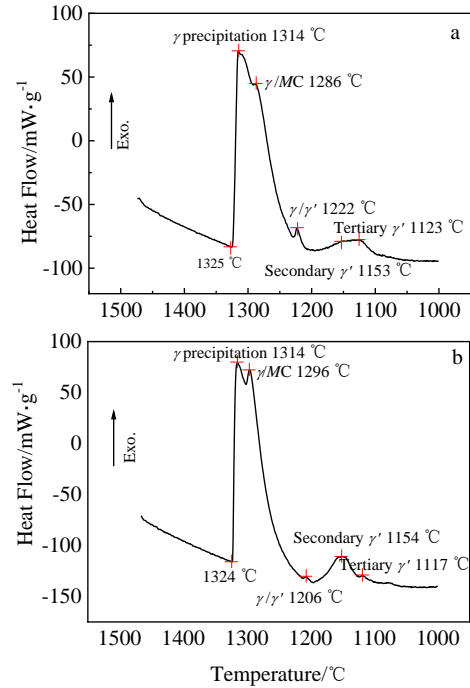 γ precipitation 1314 ℃
a
γ/MC 1286 ℃
γ/γ′ 1222 ℃
Tertiary γ′ 1123 ℃
1325 ℃
Secondary γ′ 1153 ℃
Exo.
Heat Flow/mW·g-1
100
50
0
-50
-100
1500 1400 1300 1200 1100 1000
γ precipitation 1314 ℃
b
γ/MC 1296 ℃
Secondary γ′ 1154 ℃
Tertiary γ′ 1117 ℃
1324 ℃
γ/γ′ 1206 ℃
Exo.
Heat Flow/mW·g-1
100
50
0
-50
-100
-150
1500 1400 1300 1200 1100 1000
Temperature/℃